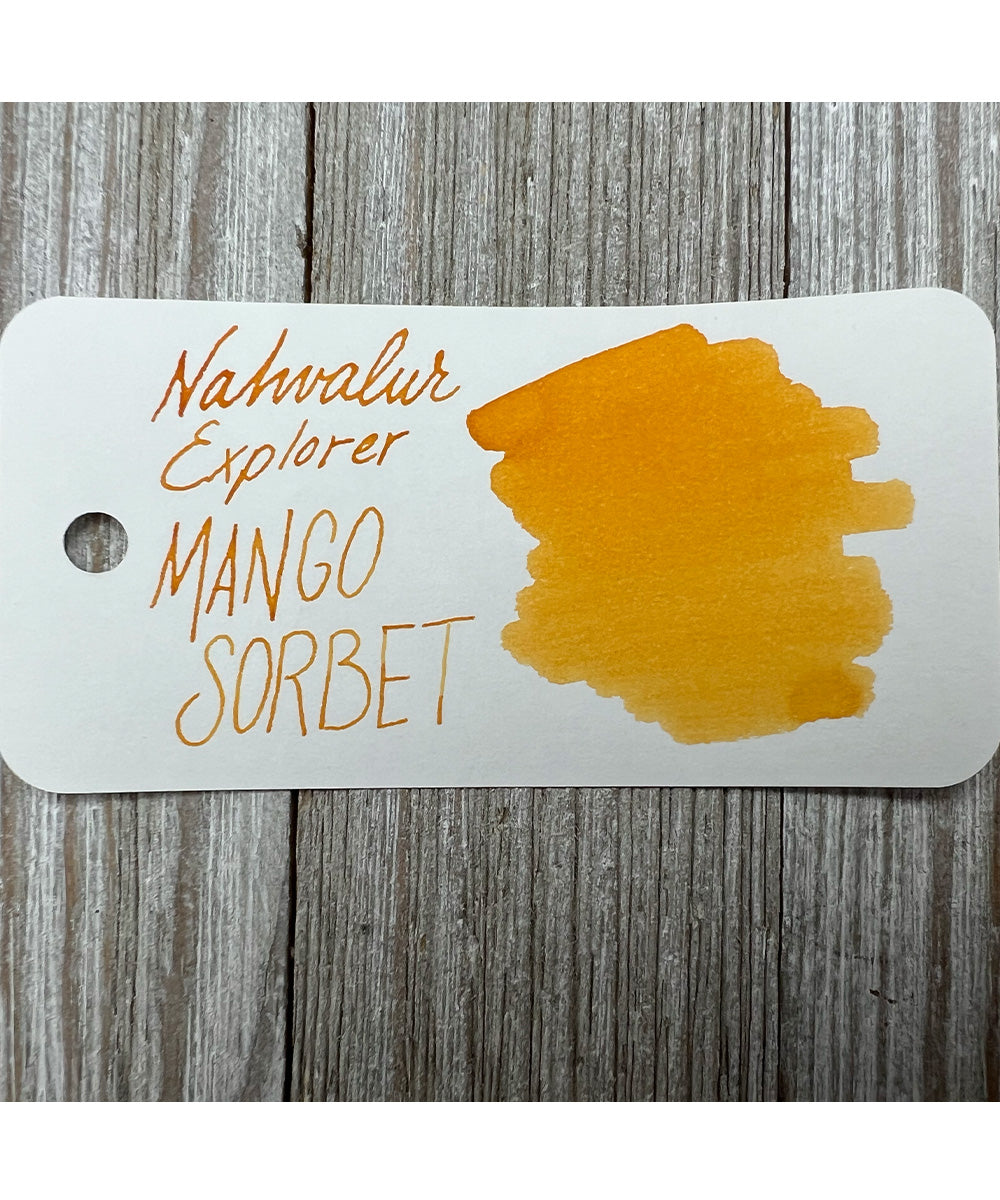 Nahvalur
Explorer
MANGO
SORBET